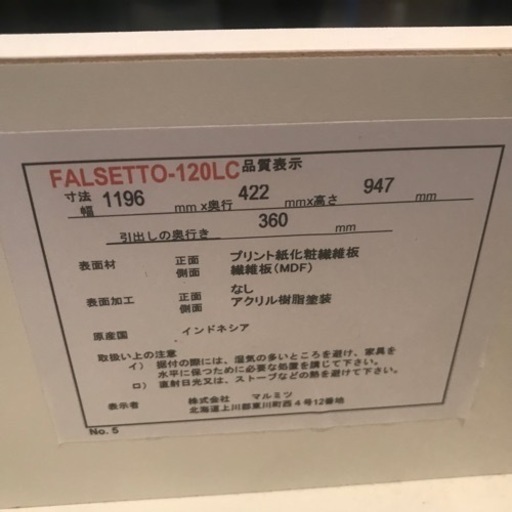 FALSETTO-120LC 品質表示
寸法
幅 1196 mm x奥行 422 mmx高さ 947 mm
引出しの奥行き 360 mm
表面材 正面 プリント紙化粧繊維板
側面 繊維板(MDF)
表面加工 正面 なし
側面 アクリル樹脂塗装
原産国 インドネシア
取扱い上の注意
イ) 据付の際には、湿気の多いところを避け、家具を
水平に保つために必要な処置を講じて下さい。
ロ) 直射日光又は、ストーブなどの熱を避けて下さい。
表示者 株式会社 マルミツ
北海道上川郡東川町西4号12番地
No. 5